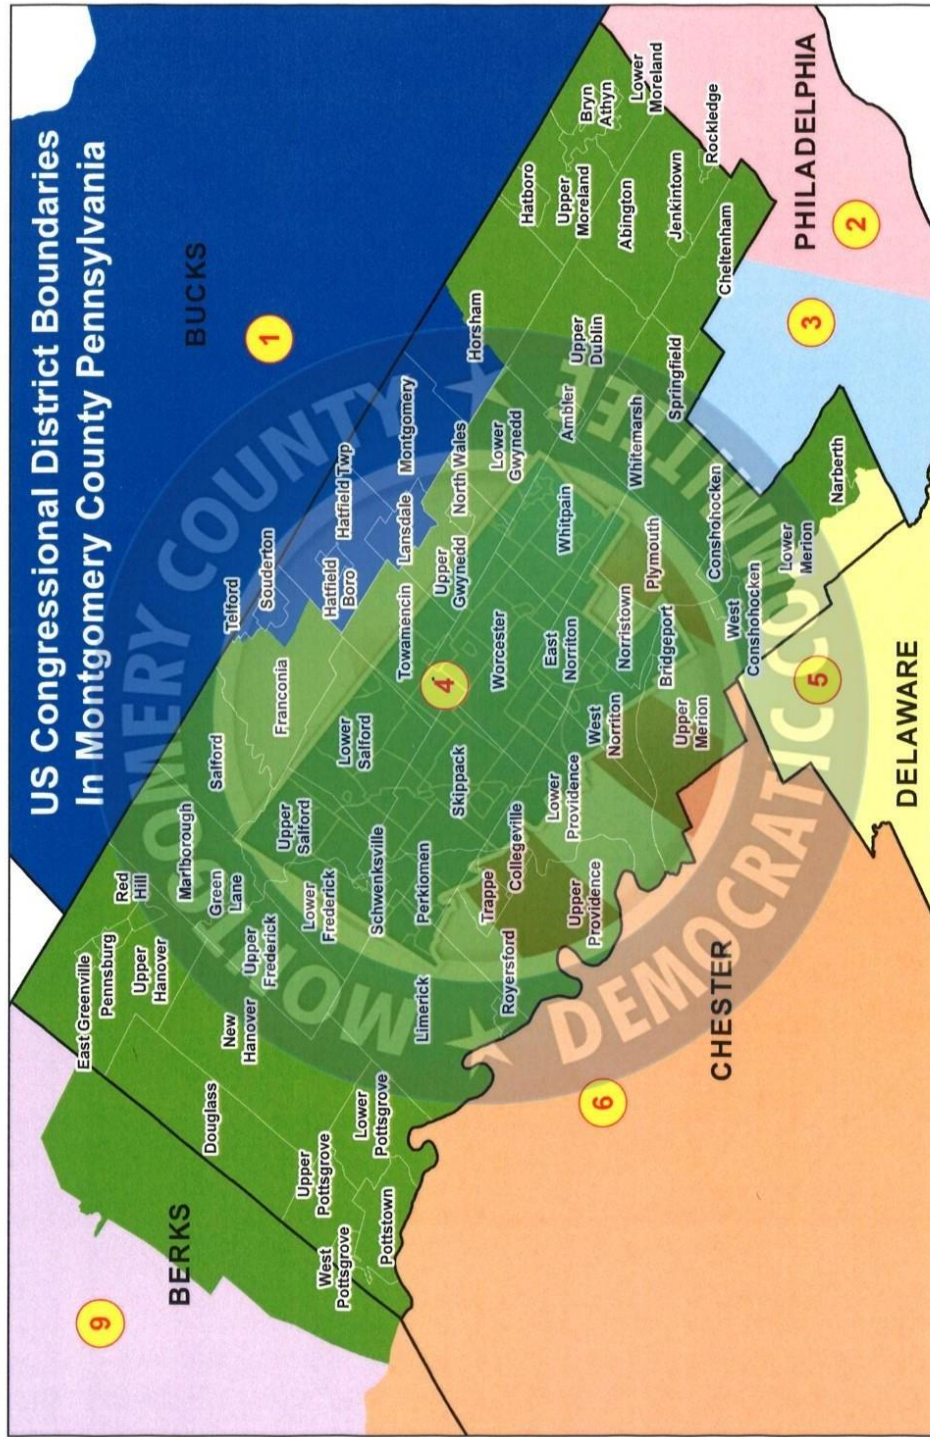 US Congressional District Boundaries
In Montgomery County Pennsylvania
BUCKS
1
9
BERKS
PHILADELPHIA
2
3
4
5
6
CHESTER
DELAWARE
MONTGOMERY COUNTY
DEMOCRATIC COMMITTEE
East Greenville
Pennsburg
Red
Hill
Upper
Hanover
Marlborough
Green
Lane
Salford
Telford
Souderton
Franconia
Hatfield
Boro
Hatfield Twp
Lansdale
Montgomery
Horsham
Hatboro
Upper
Moreland
Bryn
Athyn
Lower
Moreland
Abington
Jenkintown
Rockledge
Cheltenham
Upper
Dublin
Springfield
Ambler
Whitemarsh
Lower
Gwynedd
North Wales
Upper
Gwynedd
Towamencin
Whitpain
Worcester
East
Norriton
Norristown
Plymouth
Conshohocken
West
Conshohocken
Lower
Merion
Narberth
Bridgeport
Upper
Merion
West
Norriton
Lower
Providence
Skippack
Lower
Salford
Upper
Salford
Schwenksville
Perkiomen
Collegeville
Trappe
Upper
Providence
Royersford
Limerick
Lower
Frederick
Upper
Frederick
New
Hanover
Douglass
Upper
Pottsgrove
Lower
Pottsgrove
West
Pottsgrove
Pottstown